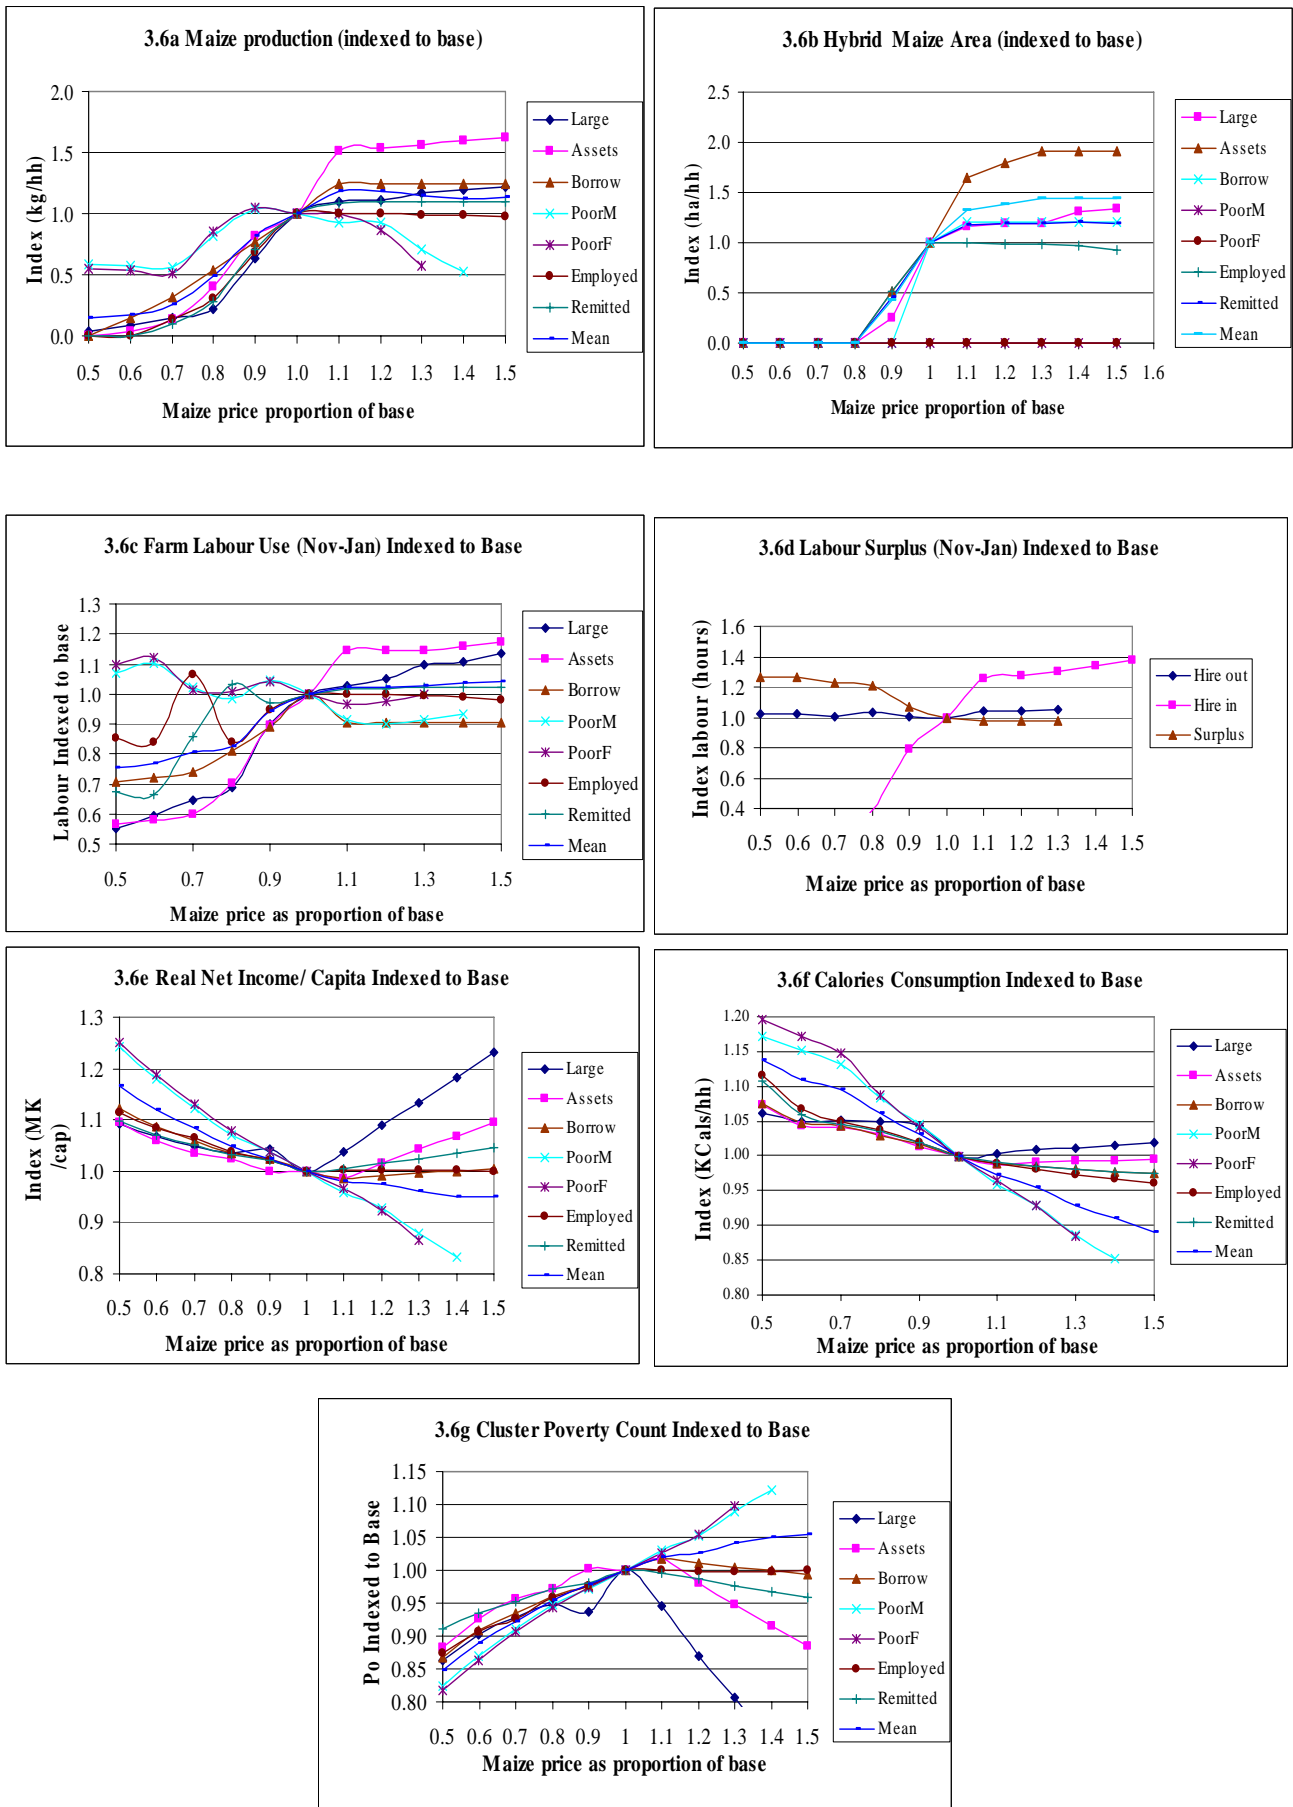 3.6a Maize production (indexed to base)
Index (kg/hh)
2.0
1.5
1.0
0.5
0.0
0.5 0.6 0.7 0.8 0.9 1.0 1.1 1.2 1.3 1.4 1.5
Maize price proportion of base
Large
Assets
Borrow
PoorM
PoorF
Employed
Remitted
Mean
3.6b Hybrid Maize Area (indexed to base)
Index (ha/hh)
2.5
2.0
1.5
1.0
0.5
0.0
0.5 0.6 0.7 0.8 0.9 1 1.1 1.2 1.3 1.4 1.5 1.6
Maize price proportion of base
Large
Assets
Borrow
PoorM
PoorF
Employed
Remitted
Mean
3.6c Farm Labour Use (Nov-Jan) Indexed to Base
Labour Indexed to base
1.3
1.2
1.1
1.0
0.9
0.8
0.7
0.6
0.5
0.5 0.7 0.9 1.1 1.3 1.5
Maize price as proportion of base
Large
Assets
Borrow
PoorM
PoorF
Employed
Remitted
Mean
3.6d Labour Surplus (Nov-Jan) Indexed to Base
Index labour (hours)
1.6
1.4
1.2
1.0
0.8
0.6
0.4
0.5 0.6 0.7 0.8 0.9 1.0 1.1 1.2 1.3 1.4 1.5
Maize price as proportion of base
Hire out
Hire in
Surplus
3.6e Real Net Income/ Capita Indexed to Base
Index (MK
/cap)
1.3
1.2
1.1
1.0
0.9
0.8
0.5 0.6 0.7 0.8 0.9 1 1.1 1.2 1.3 1.4 1.5
Maize price as proportion of base
Large
Assets
Borrow
PoorM
PoorF
Employed
Remitted
Mean
3.6f Calories Consumption Indexed to Base
Index (KCals/hh)
1.20
1.15
1.10
1.05
1.00
0.95
0.90
0.85
0.80
0.5 0.7 0.9 1.1 1.3 1.5
Maize price as proportion of base
Large
Assets
Borrow
PoorM
PoorF
Employed
Remitted
Mean
3.6g Cluster Poverty Count Indexed to Base
Po Indexed to Base
1.15
1.10
1.05
1.00
0.95
0.90
0.85
0.80
0.5 0.6 0.7 0.8 0.9 1 1.1 1.2 1.3 1.4 1.5
Maize price as proportion of base
Large
Assets
Borrow
PoorM
PoorF
Employed
Remitted
Mean